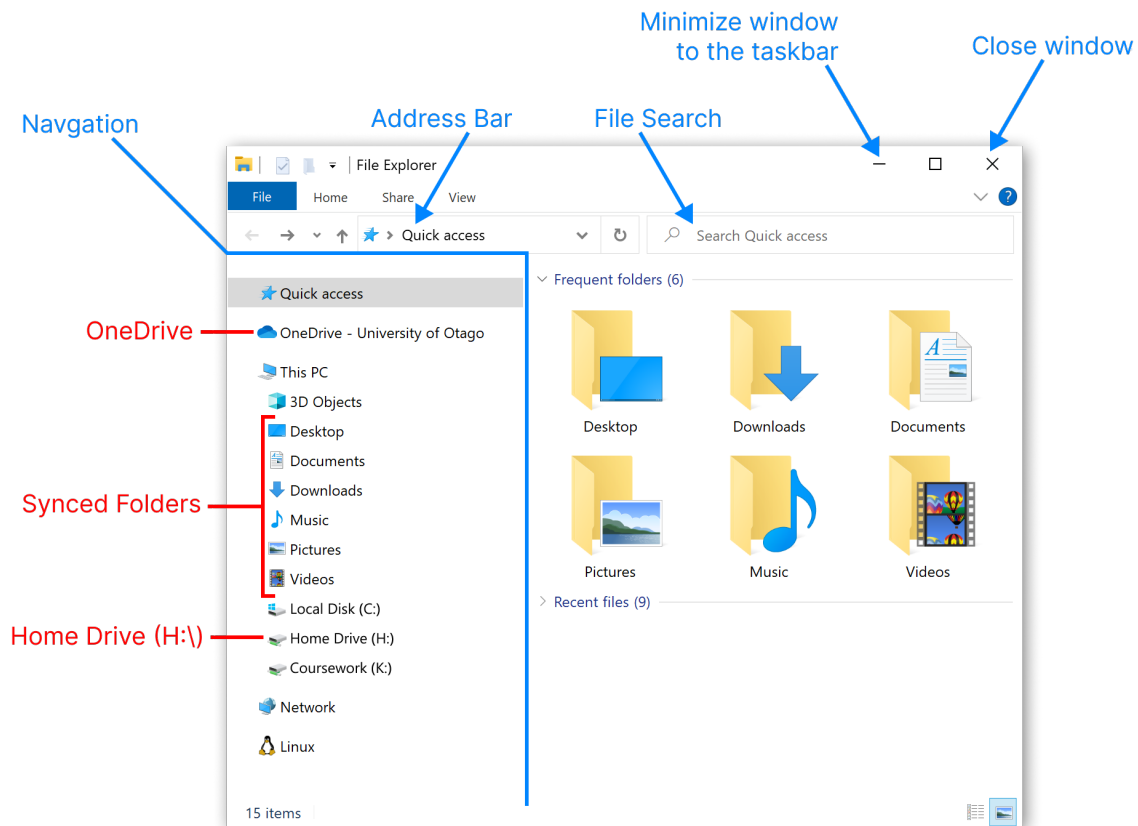 Minimize window
to the taskbar
Close window
Navgation
Address Bar
File Search
File Explorer
File
Home
Share
View
?
Quick access
Search Quick access
Quick access
OneDrive
OneDrive - University of Otago
This PC
3D Objects
Synced Folders
Desktop
Documents
Downloads
Music
Pictures
Videos
Local Disk (C:)
Home Drive (H:\)
Home Drive (H:)
Coursework (K:)
Network
Linux
15 items
Frequent folders (6)
A
Desktop
Downloads
Documents
Pictures
Music
Videos
Recent files (9)